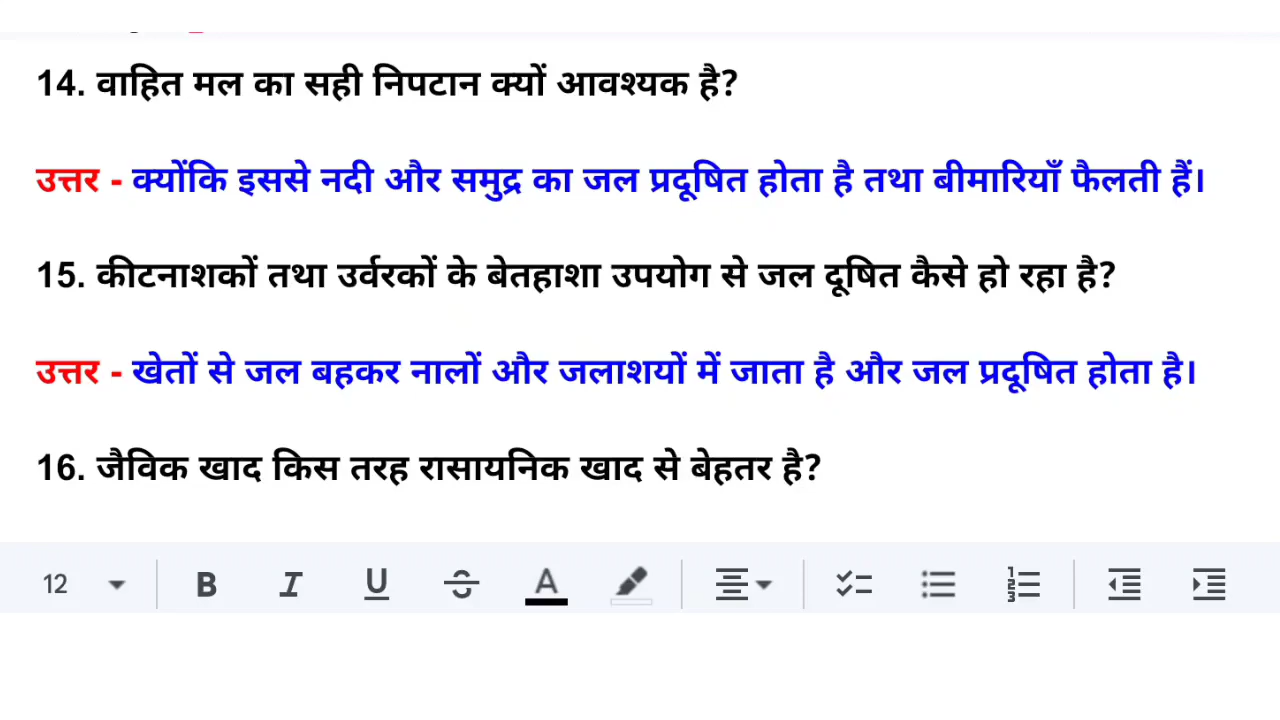 14. वाहित मल का सही निपटान क्यों आवश्यक है?
उत्तर - क्योंकि इससे नदी और समुद्र का जल प्रदूषित होता है तथा बीमारियाँ फैलती हैं।
15. कीटनाशकों तथा उर्वरकों के बेतहाशा उपयोग से जल दूषित कैसे हो रहा है?
उत्तर - खेतों से जल बहकर नालों और जलाशयों में जाता है और जल प्रदूषित होता है।
16. जैविक खाद किस तरह रासायनिक खाद से बेहतर है?
12 B I U S A